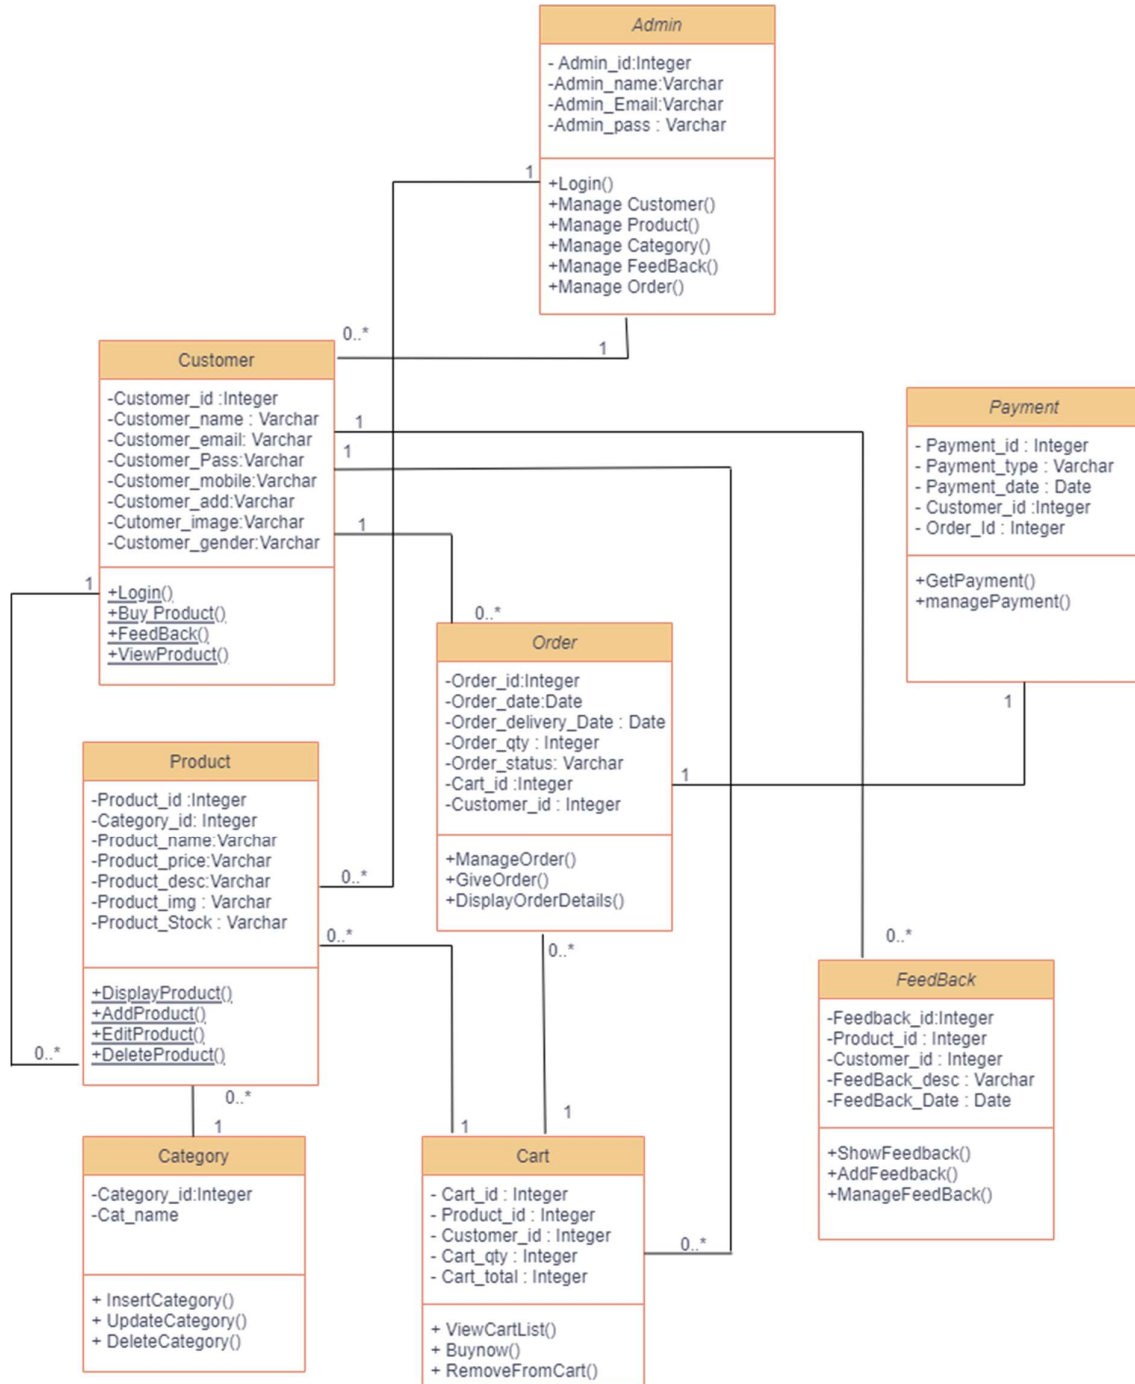 Admin
- Admin_id:Integer
-Admin_name:Varchar
-Admin_Email:Varchar
-Admin_pass : Varchar
+Login()
+Manage Customer()
+Manage Product()
+Manage Category()
+Manage FeedBack()
+Manage Order()
1
1
0..*
Customer
-Customer_id :Integer
-Customer_name : Varchar
-Customer_email: Varchar
-Customer_Pass:Varchar
-Customer_mobile:Varchar
-Customer_add:Varchar
-Cutomer_image:Varchar
-Customer_gender:Varchar
+Login()
+Buy Product()
+FeedBack()
+ViewProduct()
1
1
1
1
Payment
- Payment_id : Integer
- Payment_type : Varchar
- Payment_date : Date
- Customer_id :Integer
- Order_Id : Integer
+GetPayment()
+managePayment()
1
0..*
Order
-Order_id:Integer
-Order_date:Date
-Order_delivery_Date : Date
-Order_qty : Integer
-Order_status: Varchar
-Cart_id :Integer
-Customer_id : Integer
+ManageOrder()
+GiveOrder()
+DisplayOrderDetails()
1
0..*
Product
-Product_id :Integer
-Category_id: Integer
-Product_name:Varchar
-Product_price:Varchar
-Product_desc:Varchar
-Product_img : Varchar
-Product_Stock : Varchar
+DisplayProduct()
+AddProduct()
+EditProduct()
+DeleteProduct()
0..*
0..*
0..*
0..*
0..*
FeedBack
-Feedback_id:Integer
-Product_id : Integer
-Customer_id : Integer
-FeedBack_desc : Varchar
-FeedBack_Date : Date
+ShowFeedback()
+AddFeedback()
+ManageFeedBack()
1
Category
-Category_id:Integer
-Cat_name
+ InsertCategory()
+ UpdateCategory()
+ DeleteCategory()
1
1
Cart
- Cart_id : Integer
- Product_id : Integer
- Customer_id : Integer
- Cart_qty : Integer
- Cart_total : Integer
+ ViewCartList()
+ Buynow()
+ RemoveFromCart()
0..*